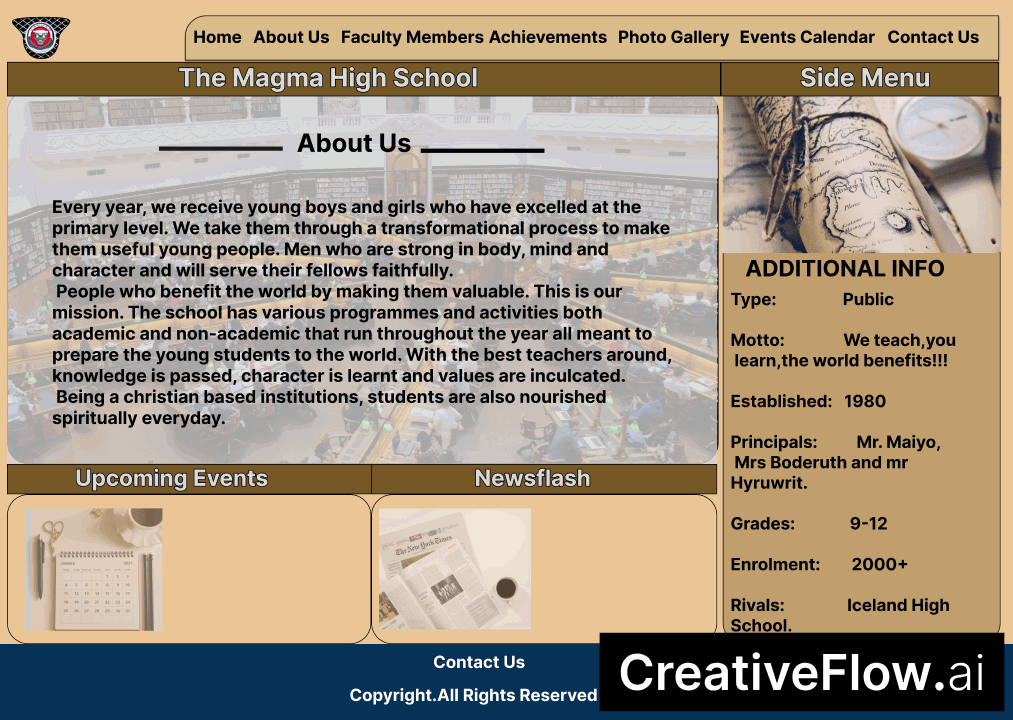 Home About Us Faculty Members Achievements Photo Gallery Events Calendar Contact Us
The Magma High School
Side Menu
About Us
Every year, we receive young boys and girls who have excelled at the
primary level. We take them through a transformational process to make
them useful young people. Men who are strong in body, mind and
character and will serve their fellows faithfully.
People who benefit the world by making them valuable. This is our
mission. The school has various programmes and activities both
academic and non-academic that run throughout the year all meant to
prepare the young students to the world. With the best teachers around,
knowledge is passed, character is learnt and values are inculcated.
Being a christian based institutions, students are also nourished
spiritually everyday.
ADDITIONAL INFO
Type: Public
Motto: We teach,you
learn,the world benefits!!!
Established: 1980
Principals: Mr. Maiyo,
Mrs Boderuth and mr
Hyruwrit.
Grades: 9-12
Enrolment: 2000+
Rivals: Iceland High
School.
Upcoming Events
Newsflash
January 2021
The New York Times
Contact Us
Copyright.All Rights Reserved
CreativeFlow.ai